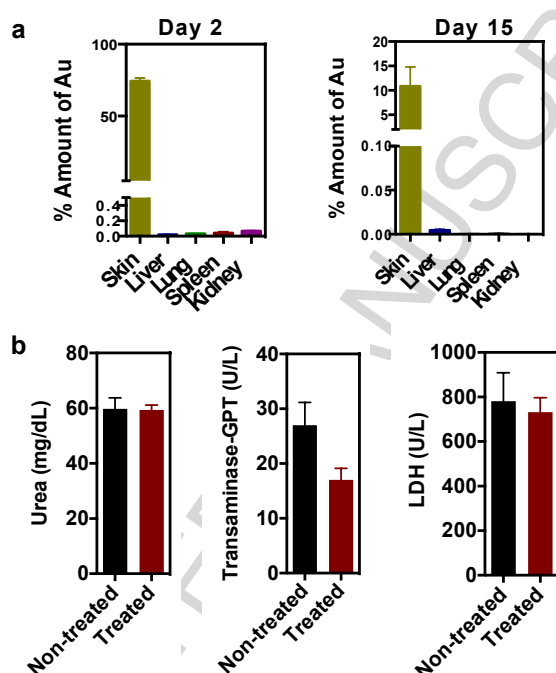 a
Day 2
Day 15
% Amount of Au
100
50
0.4
0.2
0.0
Skin
Liver
Lung
Spleen
Kidney
% Amount of Au
20
15
10
5
0.10
0.05
0.00
Skin
Liver
Lung
Spleen
Kidney
b
Urea (mg/dL)
80
60
40
20
0
Non-treated
Treated
Transaminase-GPT (U/L)
40
30
20
10
0
Non-treated
Treated
LDH (U/L)
1000
800
600
400
200
0
Non-treated
Treated
NUSCR